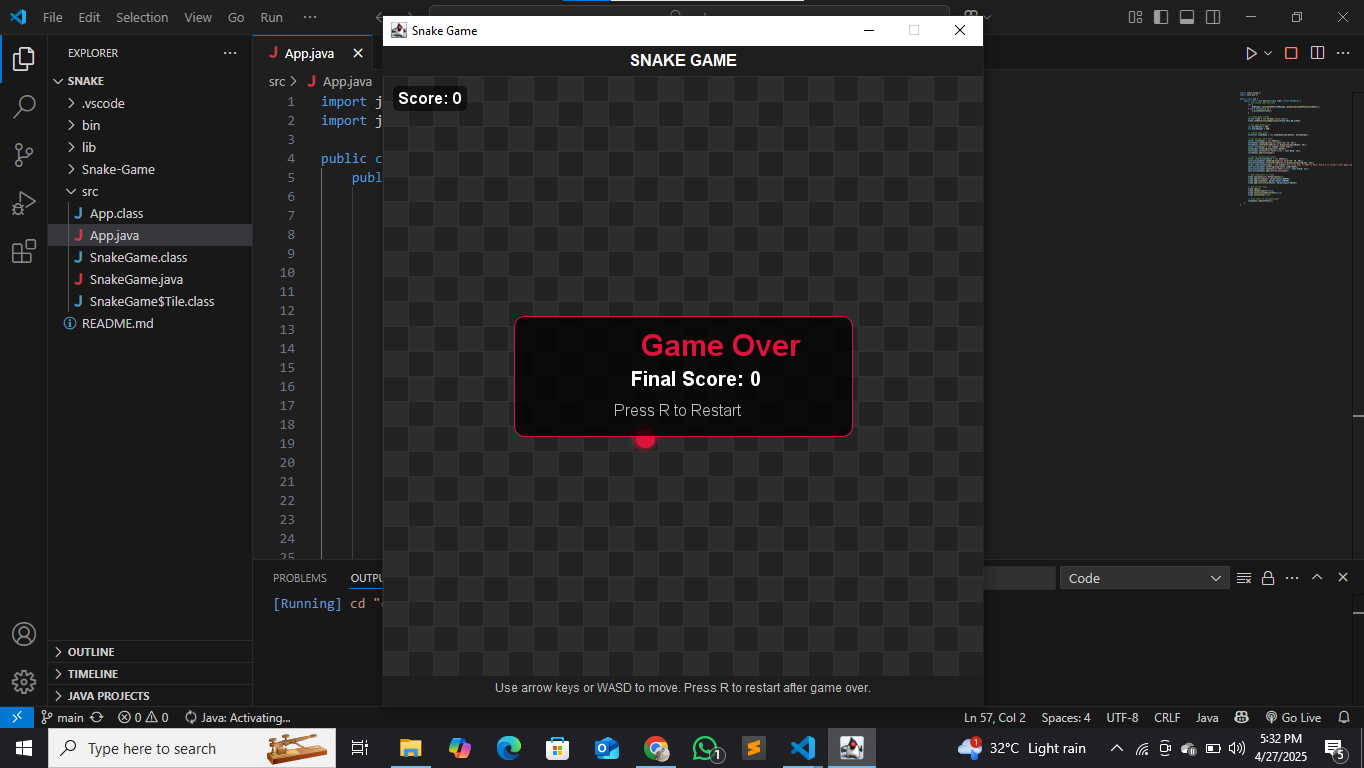 File Edit Selection View Go Run ···
Snake Game
EXPLORER ···
App.java
SNAKE GAME
SNAKE
src > App.java
.vscode
bin
lib
Snake-Game
src
App.class
App.java
SnakeGame.class
SnakeGame.java
SnakeGame$Tile.class
README.md
1 import j
2 import j
3
4 public c
5 publ
6
7
8
9
10
11
12
13
14
15
16
17
18
19
20
21
22
23
24
25
Score: 0
Game Over
Final Score: 0
Press R to Restart
Use arrow keys or WASD to move. Press R to restart after game over.
PROBLEMS OUTPU
Code
[Running] cd "
OUTLINE
TIMELINE
JAVA PROJECTS
main 0 0 Java: Activating...
Ln 57, Col 2 Spaces: 4 UTF-8 CRLF Java Go Live
Type here to search
1
1
32°C Light rain
5:32 PM
4/27/2025
5